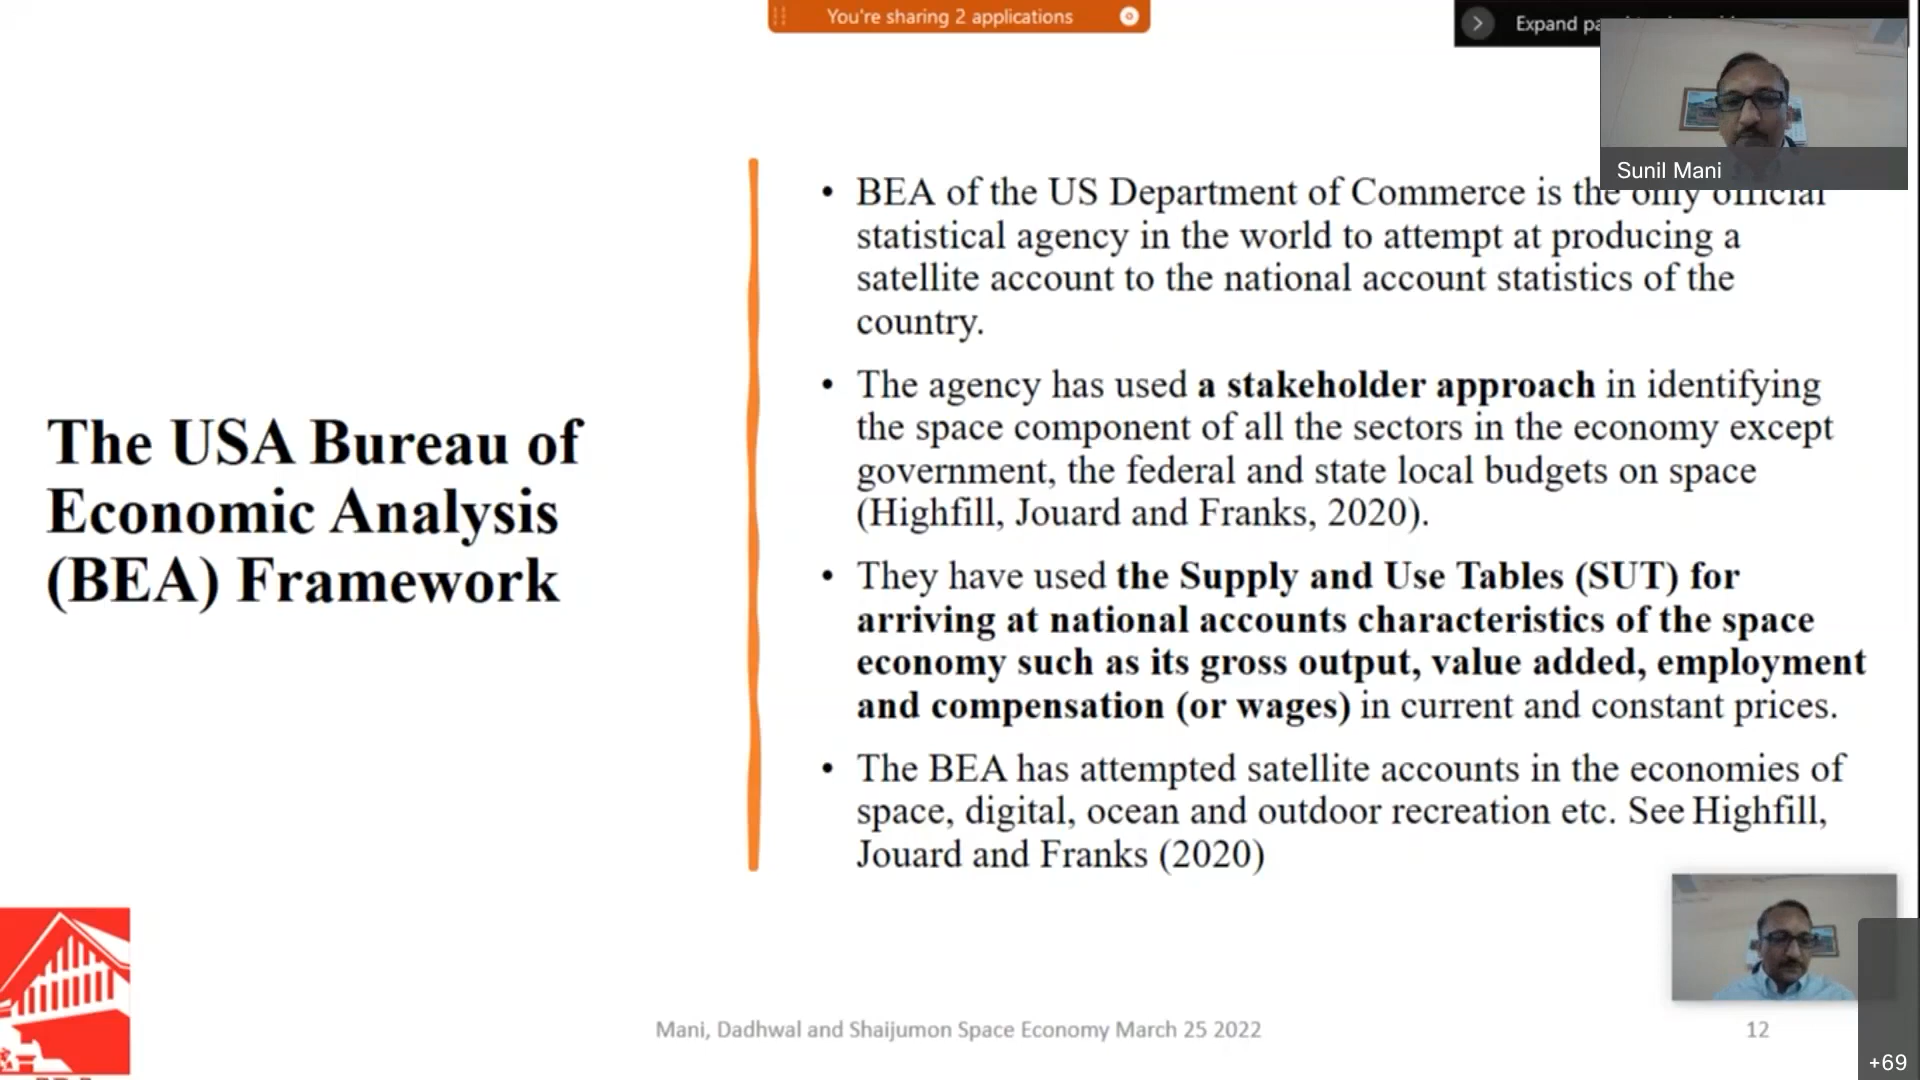 You're sharing 2 applications
Expand
Sunil Mani
The USA Bureau of
Economic Analysis
(BEA) Framework
• BEA of the US Department of Commerce is the only official
statistical agency in the world to attempt at producing a
satellite account to the national account statistics of the
country.
• The agency has used a stakeholder approach in identifying
the space component of all the sectors in the economy except
government, the federal and state local budgets on space
(Highfill, Jouard and Franks, 2020).
• They have used the Supply and Use Tables (SUT) for
arriving at national accounts characteristics of the space
economy such as its gross output, value added, employment
and compensation (or wages) in current and constant prices.
• The BEA has attempted satellite accounts in the economies of
space, digital, ocean and outdoor recreation etc. See Highfill,
Jouard and Franks (2020)
Mani, Dadhwal and Shaijumon Space Economy March 25 2022
12
+69